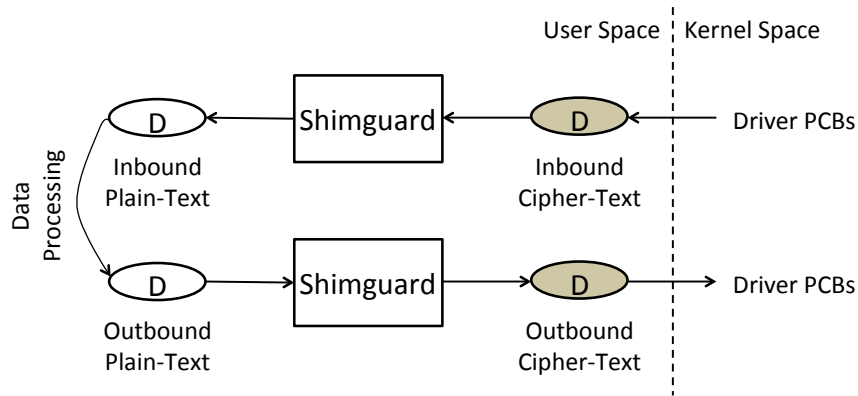 User Space
Kernel Space
D
Shimguard
D
Driver PCBs
Inbound
Plain-Text
Inbound
Cipher-Text
Data
Processing
D
Shimguard
D
Driver PCBs
Outbound
Plain-Text
Outbound
Cipher-Text